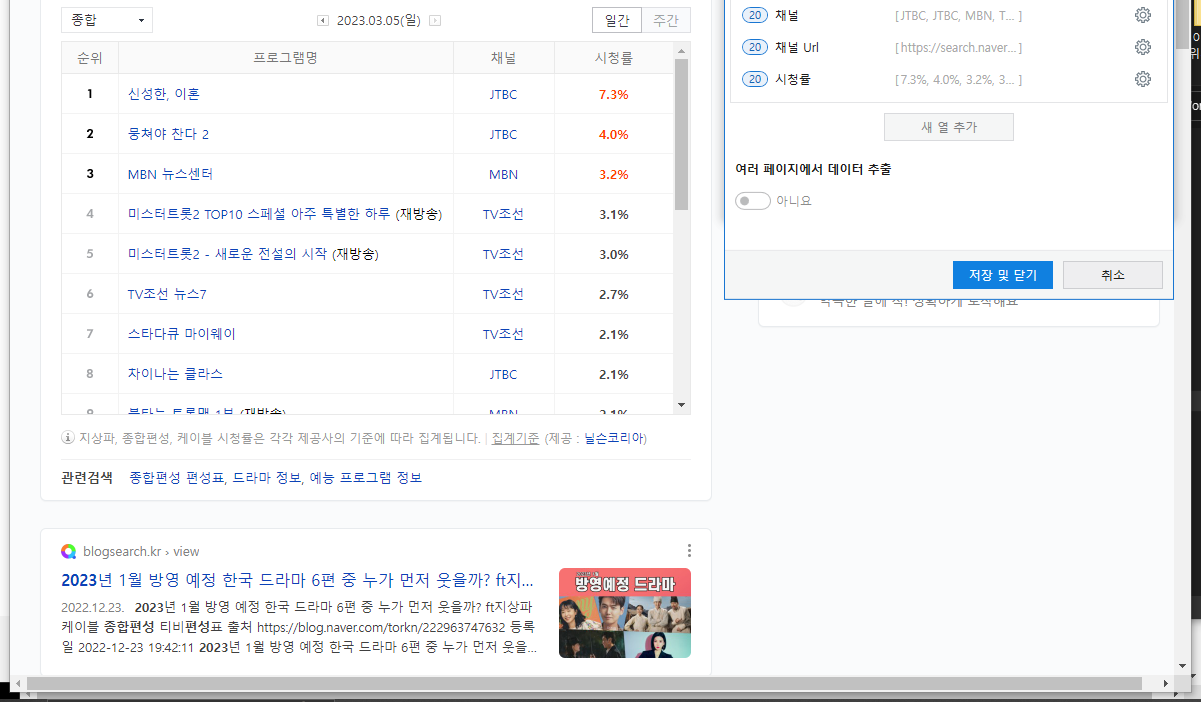 종합
2023.03.05(일)
일간
주간
순위 프로그램명 채널 시청률
1 신성한, 이혼 JTBC 7.3%
2 뭉쳐야 찬다 2 JTBC 4.0%
3 MBN 뉴스센터 MBN 3.2%
4 미스터트롯2 TOP10 스페셜 아주 특별한 하루 (재방송) TV조선 3.1%
5 미스터트롯2 - 새로운 전설의 시작 (재방송) TV조선 3.0%
6 TV조선 뉴스7 TV조선 2.7%
7 스타다큐 마이웨이 TV조선 2.1%
8 차이나는 클라스 JTBC 2.1%
9 불타는 트롯맨 1부 (재방송) MBN 2.1%
지상파, 종합편성, 케이블 시청률은 각각 제공사의 기준에 따라 집계됩니다. | 집계기준 (제공 : 닐슨코리아)
관련검색 종합편성 편성표, 드라마 정보, 예능 프로그램 정보
blogsearch.kr › view
2023년 1월 방영 예정 한국 드라마 6편 중 누가 먼저 웃을까? ft지...
2022.12.23. 2023년 1월 방영 예정 한국 드라마 6편 중 누가 먼저 웃을까? ft지상파
케이블 종합편성 티비편성표 출처 https://blog.naver.com/torkn/222963747632 등록
일 2022-12-23 19:42:11 2023년 1월 방영 예정 한국 드라마 6편 중 누가 먼저 웃을...
방영예정 드라마
20 채널 [JTBC, JTBC, MBN, T... ]
20 채널 Url [https://search.naver... ]
20 시청률 [7.3%, 4.0%, 3.2%, 3... ]
새 열 추가
여러 페이지에서 데이터 추출
아니요
저장 및 닫기
취소